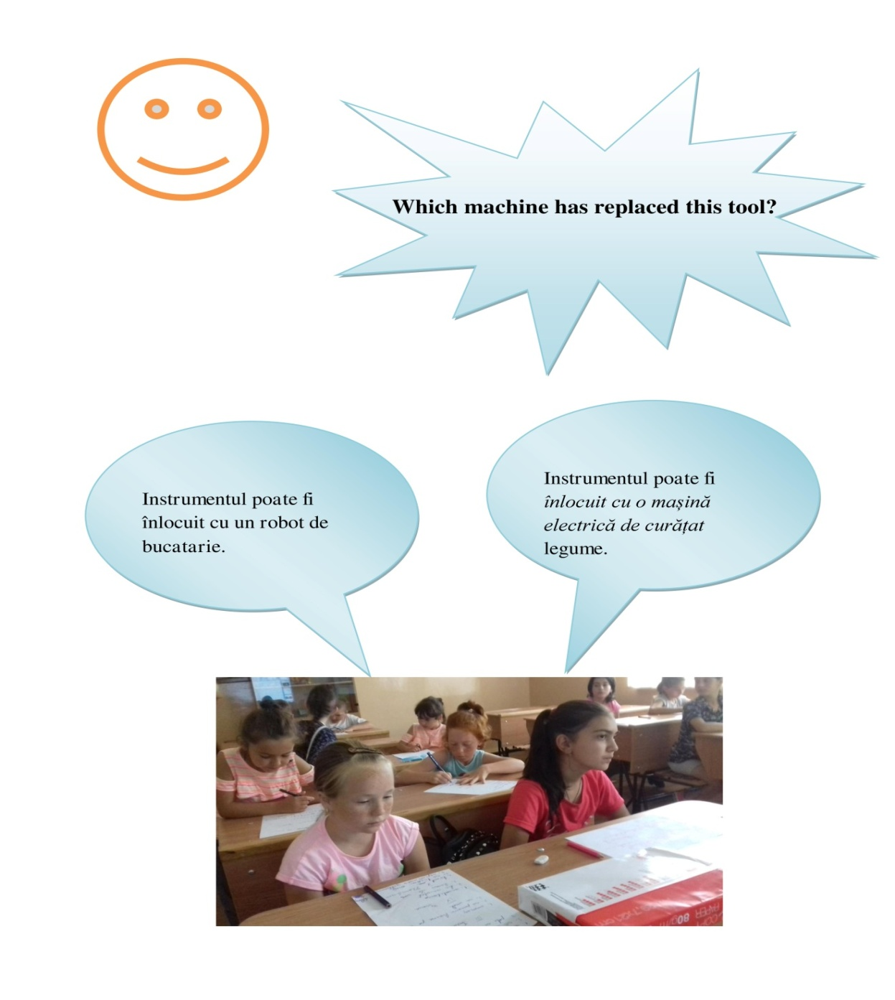 Which machine has replaced this tool?
Instrumentul poate fi
înlocuit cu un robot de
bucatarie.
Instrumentul poate fi
înlocuit cu o mașină
electrică de curățat
legume.
80g/m